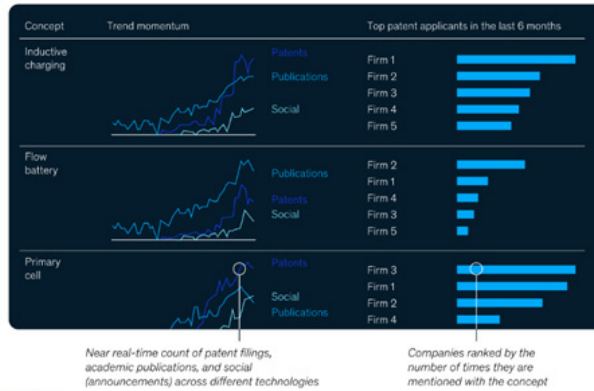 Concept Trend momentum Top patent applicants in the last 6 months
Inductive
charging
Patents
Publications
Social
Firm 1
Firm 2
Firm 3
Firm 4
Firm 5
Flow
battery
Publications
Patents
Social
Firm 2
Firm 1
Firm 4
Firm 3
Firm 5
Primary
cell
Patents
Social
Publications
Firm 3
Firm 1
Firm 2
Firm 4
Near real-time count of patent filings,
academic publications, and social
(announcements) across different technologies
Companies ranked by the
number of times they are
mentioned with the concept